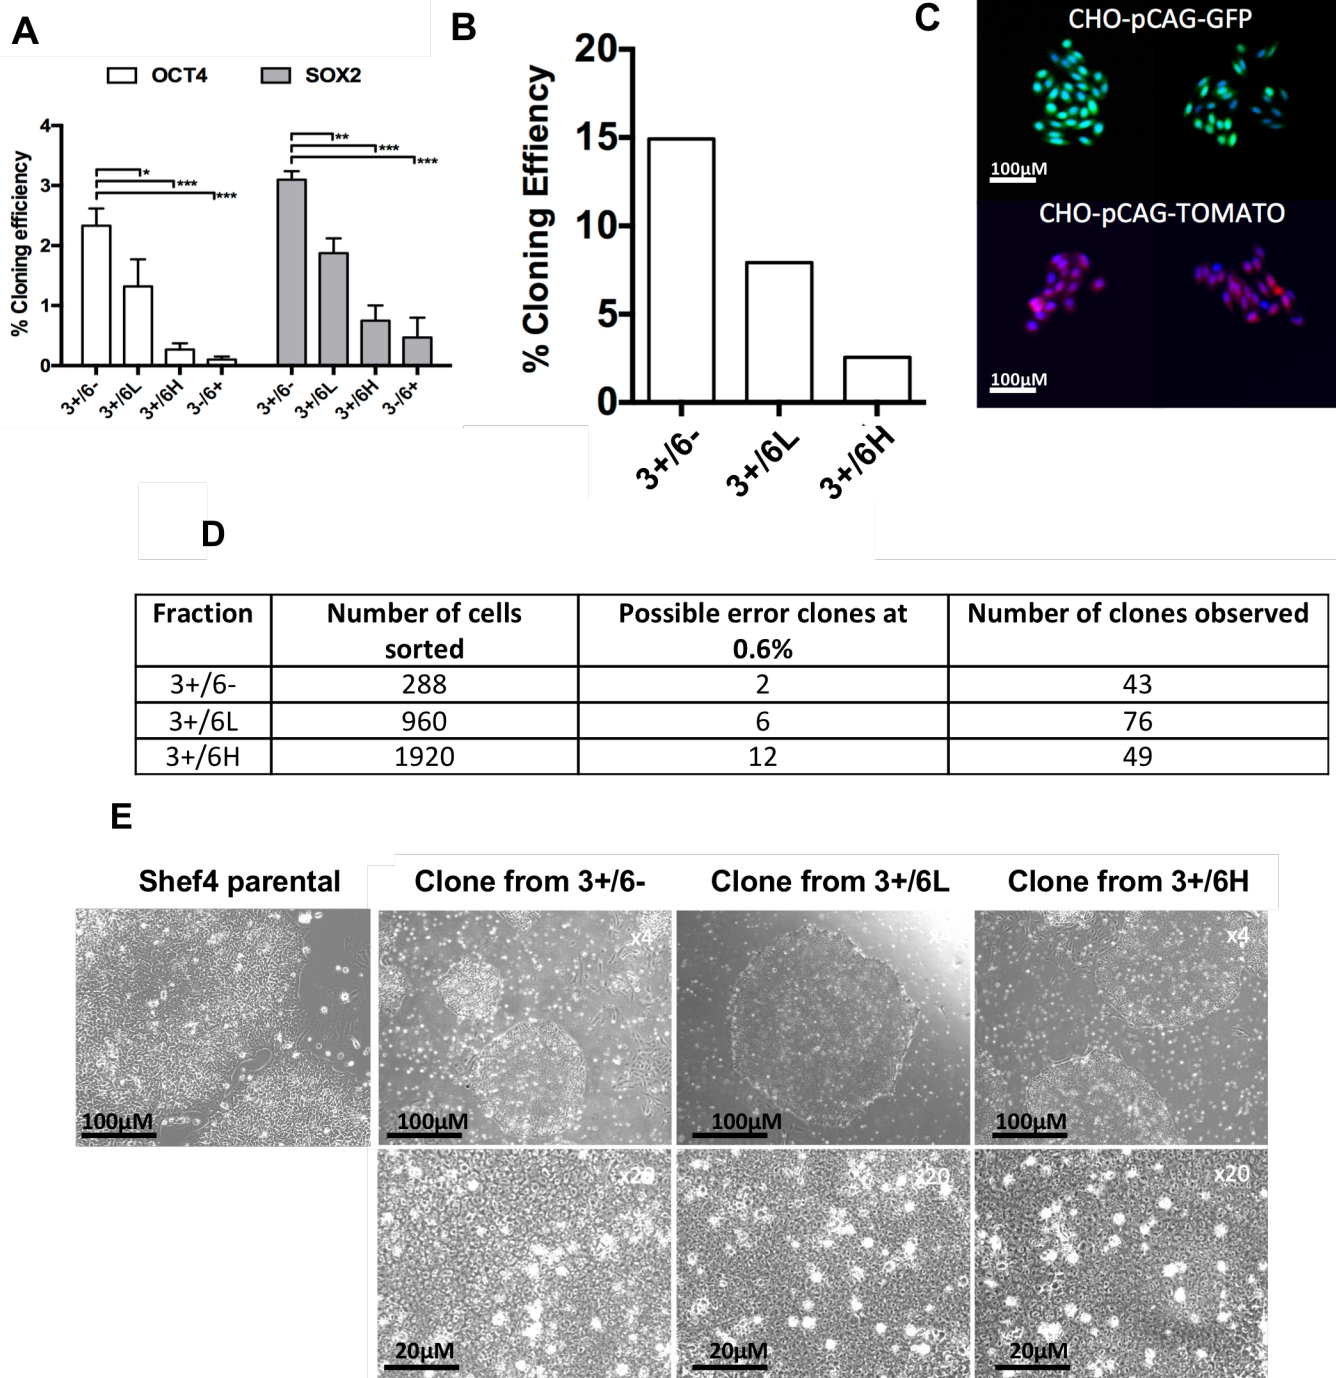 A
OCT4 SOX2
% Cloning efficiency
4
3
2
1
0
* *** *** ** *** ***
3+/6- 3+/6L 3+/6H 3-/6+ 3+/6- 3+/6L 3+/6H 3-/6+
B
% Cloning Effiency
20
15
10
5
0
3+/6- 3+/6L 3+/6H
C
CHO-pCAG-GFP
100µM
CHO-pCAG-TOMATO
100µM
D
Fraction Number of cells sorted Possible error clones at 0.6% Number of clones observed
3+/6- 288 2 43
3+/6L 960 6 76
3+/6H 1920 12 49
E
Shef4 parental Clone from 3+/6- Clone from 3+/6L Clone from 3+/6H
x4 x4
100µM 100µM 100µM 100µM
x20 x20 x20
20µM 20µM 20µM